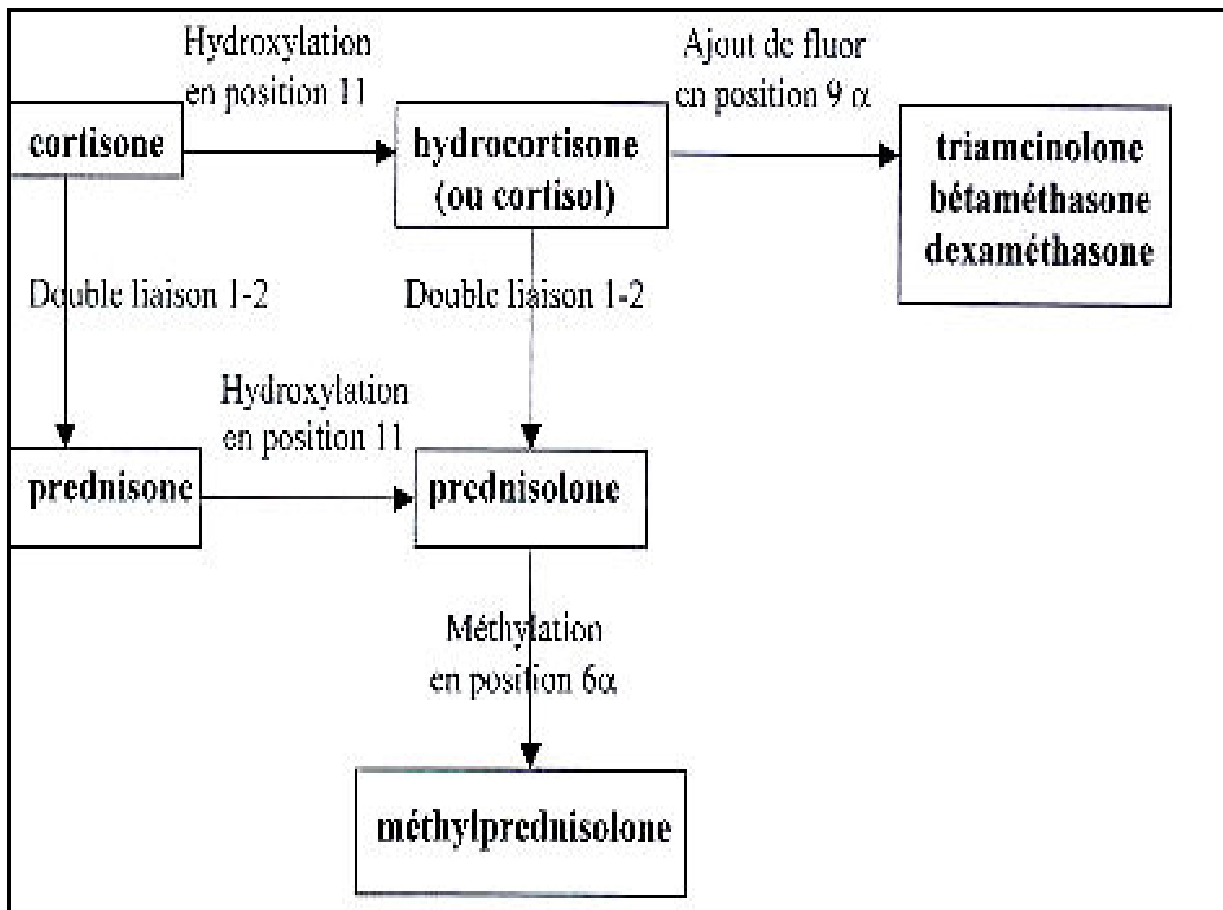 Hydroxylation
en position 11
Ajout de fluor
en position 9 α
cortisone
hydrocortisone
(ou cortisol)
triamcinolone
bétaméthasone
dexaméthasone
Double liaison 1-2
Double liaison 1-2
Hydroxylation
en position 11
prednisone
prednisolone
Méthylation
en position 6α
méthylprednisolone